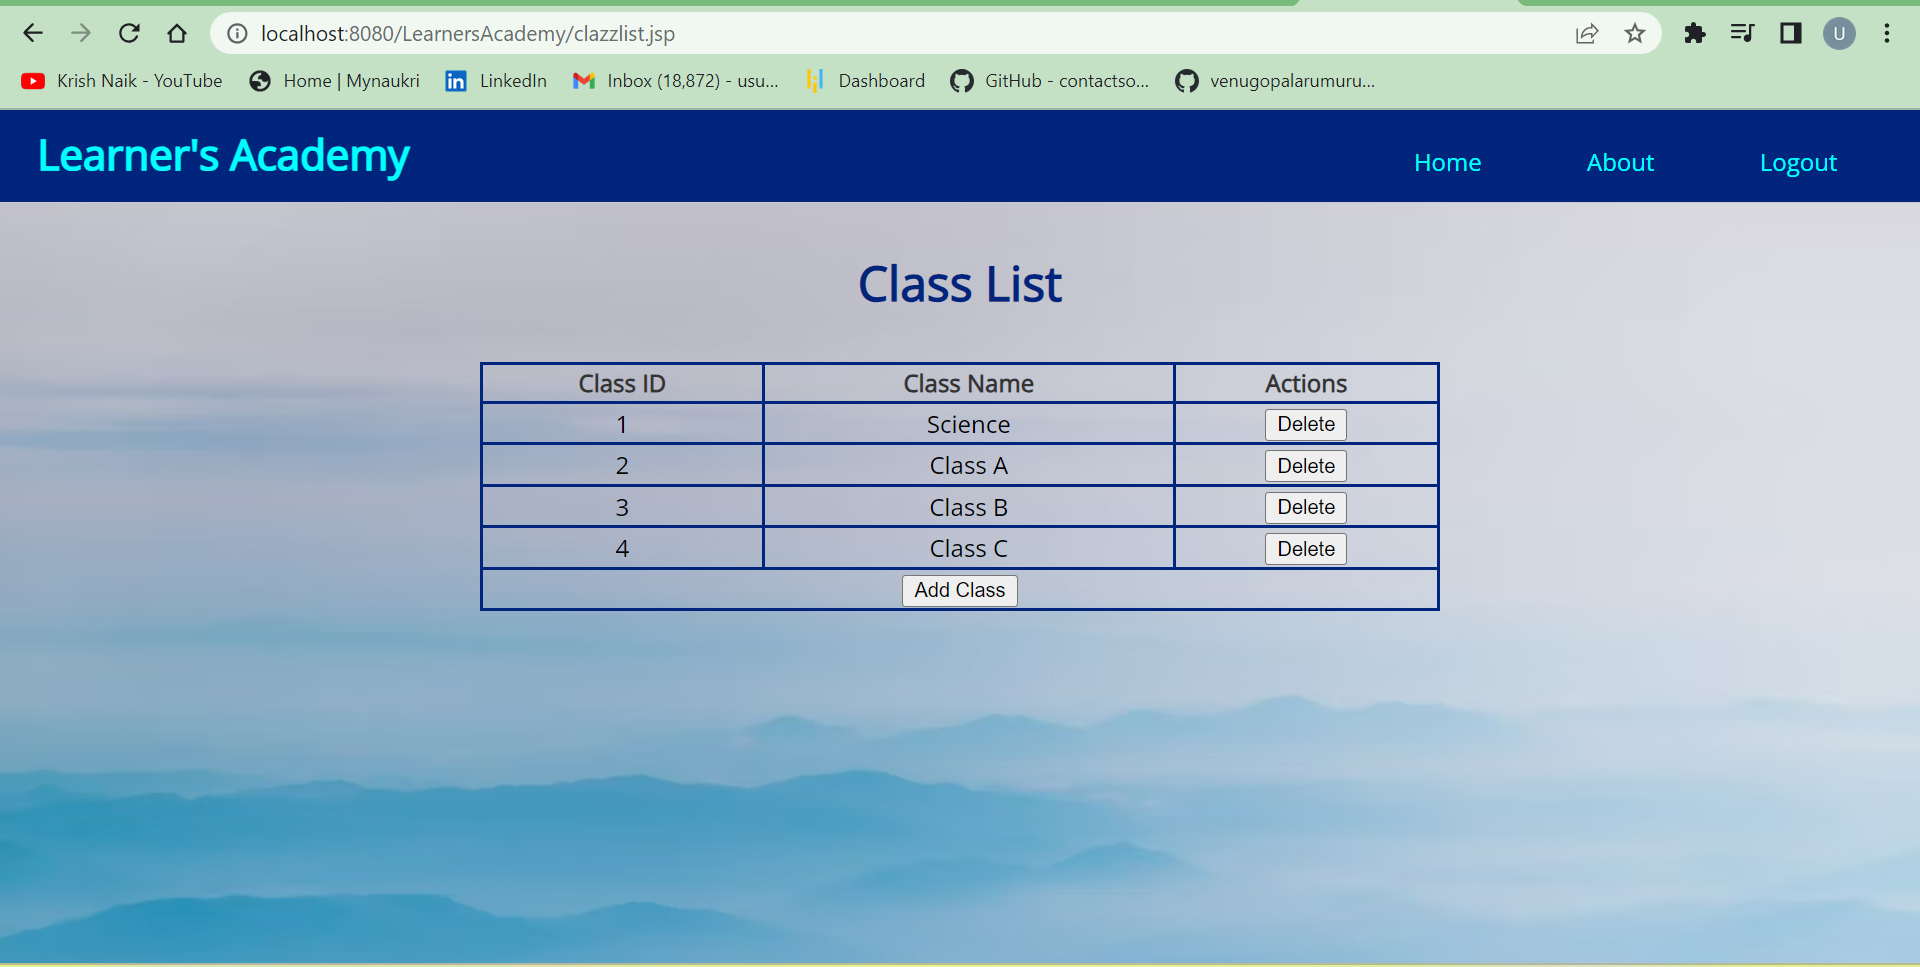 localhost:8080/LearnersAcademy/clazzlist.jsp
U
Krish Naik - YouTube
Home | Mynaukri
in LinkedIn
Inbox (18,872) - usu...
Dashboard
GitHub - contactso...
venugopalarumuru...
Learner's Academy
Home
About
Logout
Class List
Class ID Class Name Actions
1 Science Delete
2 Class A Delete
3 Class B Delete
4 Class C Delete
Add Class